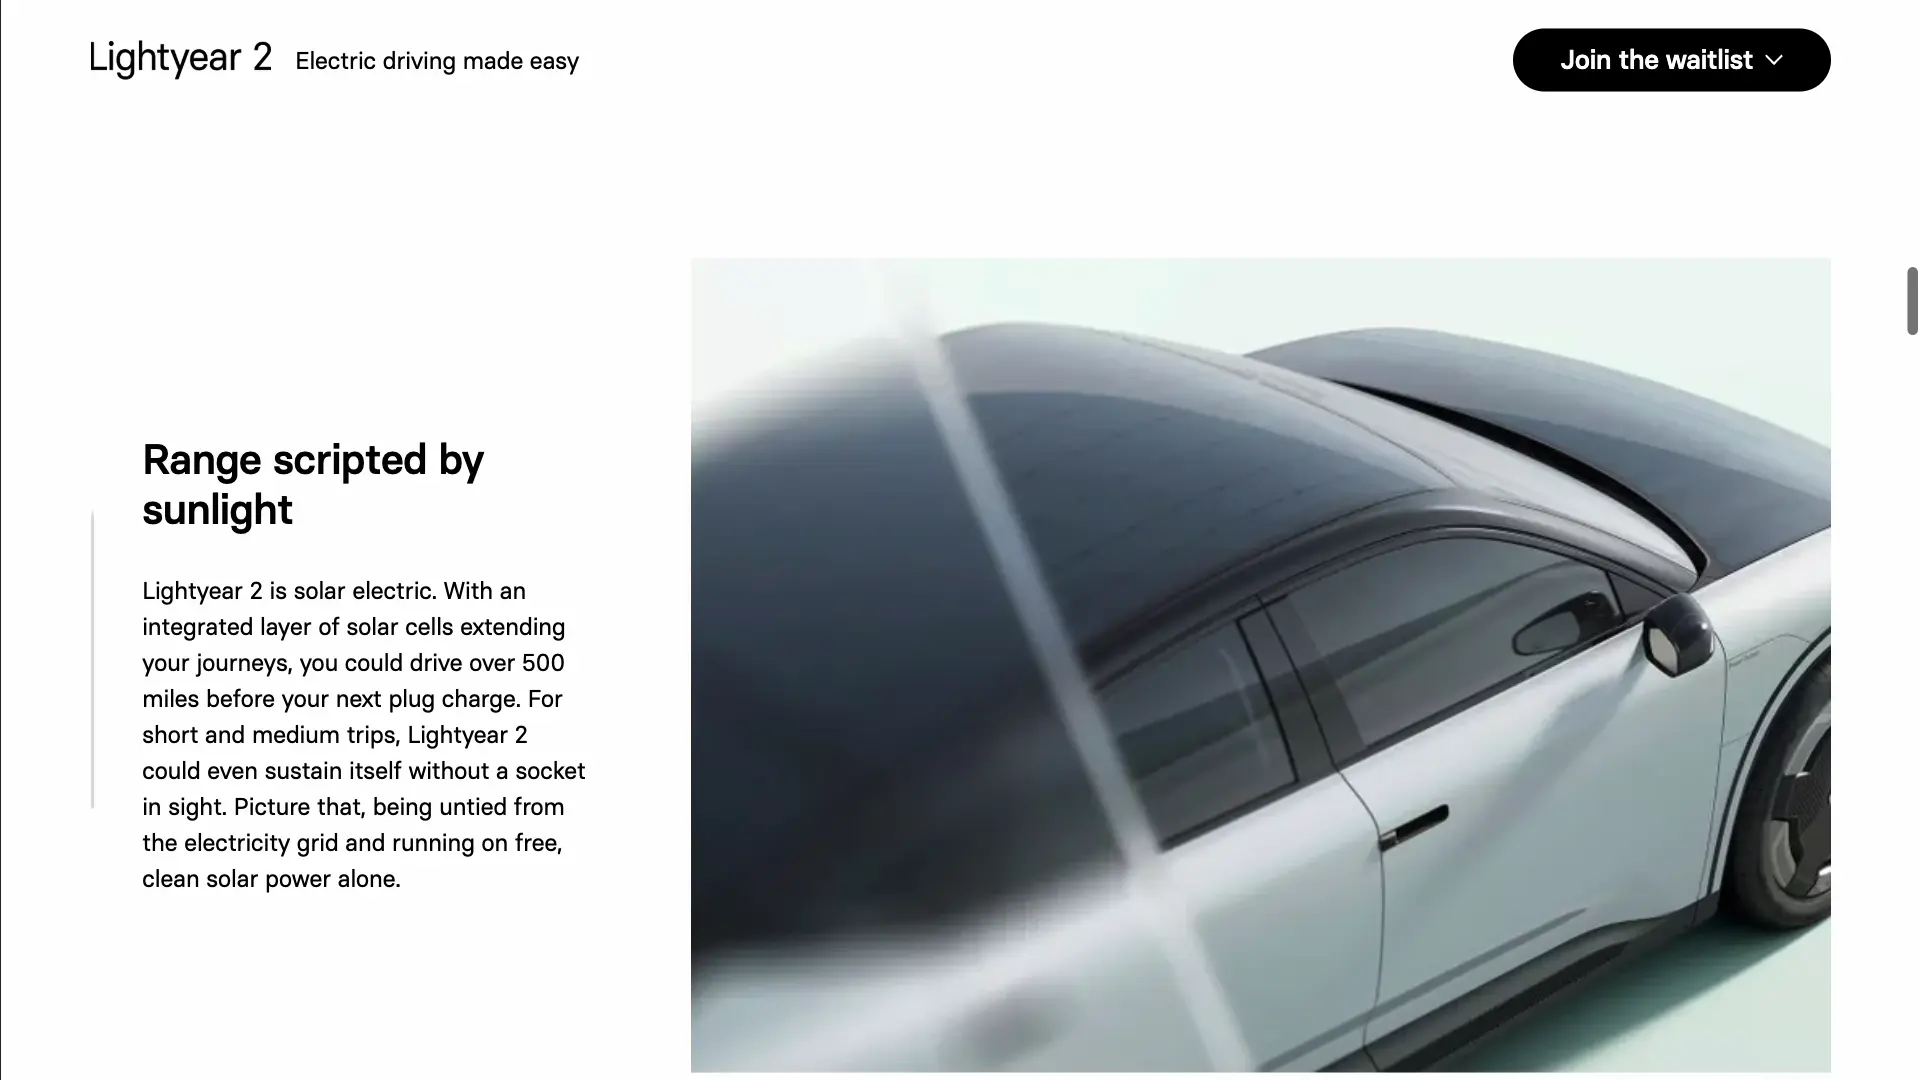 Lightyear 2 Electric driving made easy
Join the waitlist
Range scripted by
sunlight
Lightyear 2 is solar electric. With an
integrated layer of solar cells extending
your journeys, you could drive over 500
miles before your next plug charge. For
short and medium trips, Lightyear 2
could even sustain itself without a socket
in sight. Picture that, being untied from
the electricity grid and running on free,
clean solar power alone.